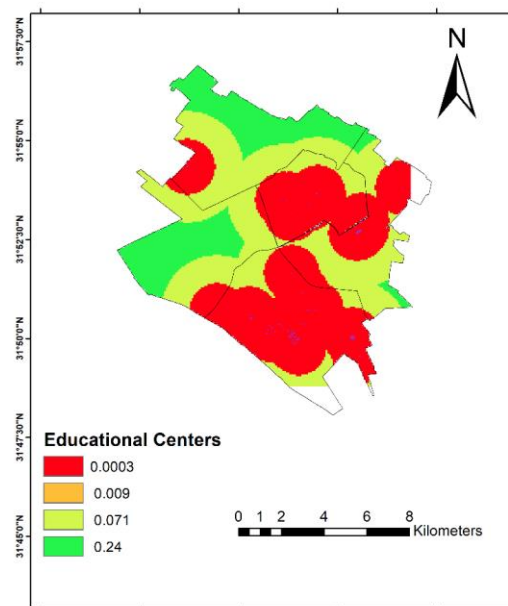 N
31°57'30"N
31°55'0"N
31°52'30"N
31°50'0"N
31°47'30"N
31°45'0"N
Educational Centers
0.0003
0.009
0.071
0.24
0 1 2 4 6 8
Kilometers